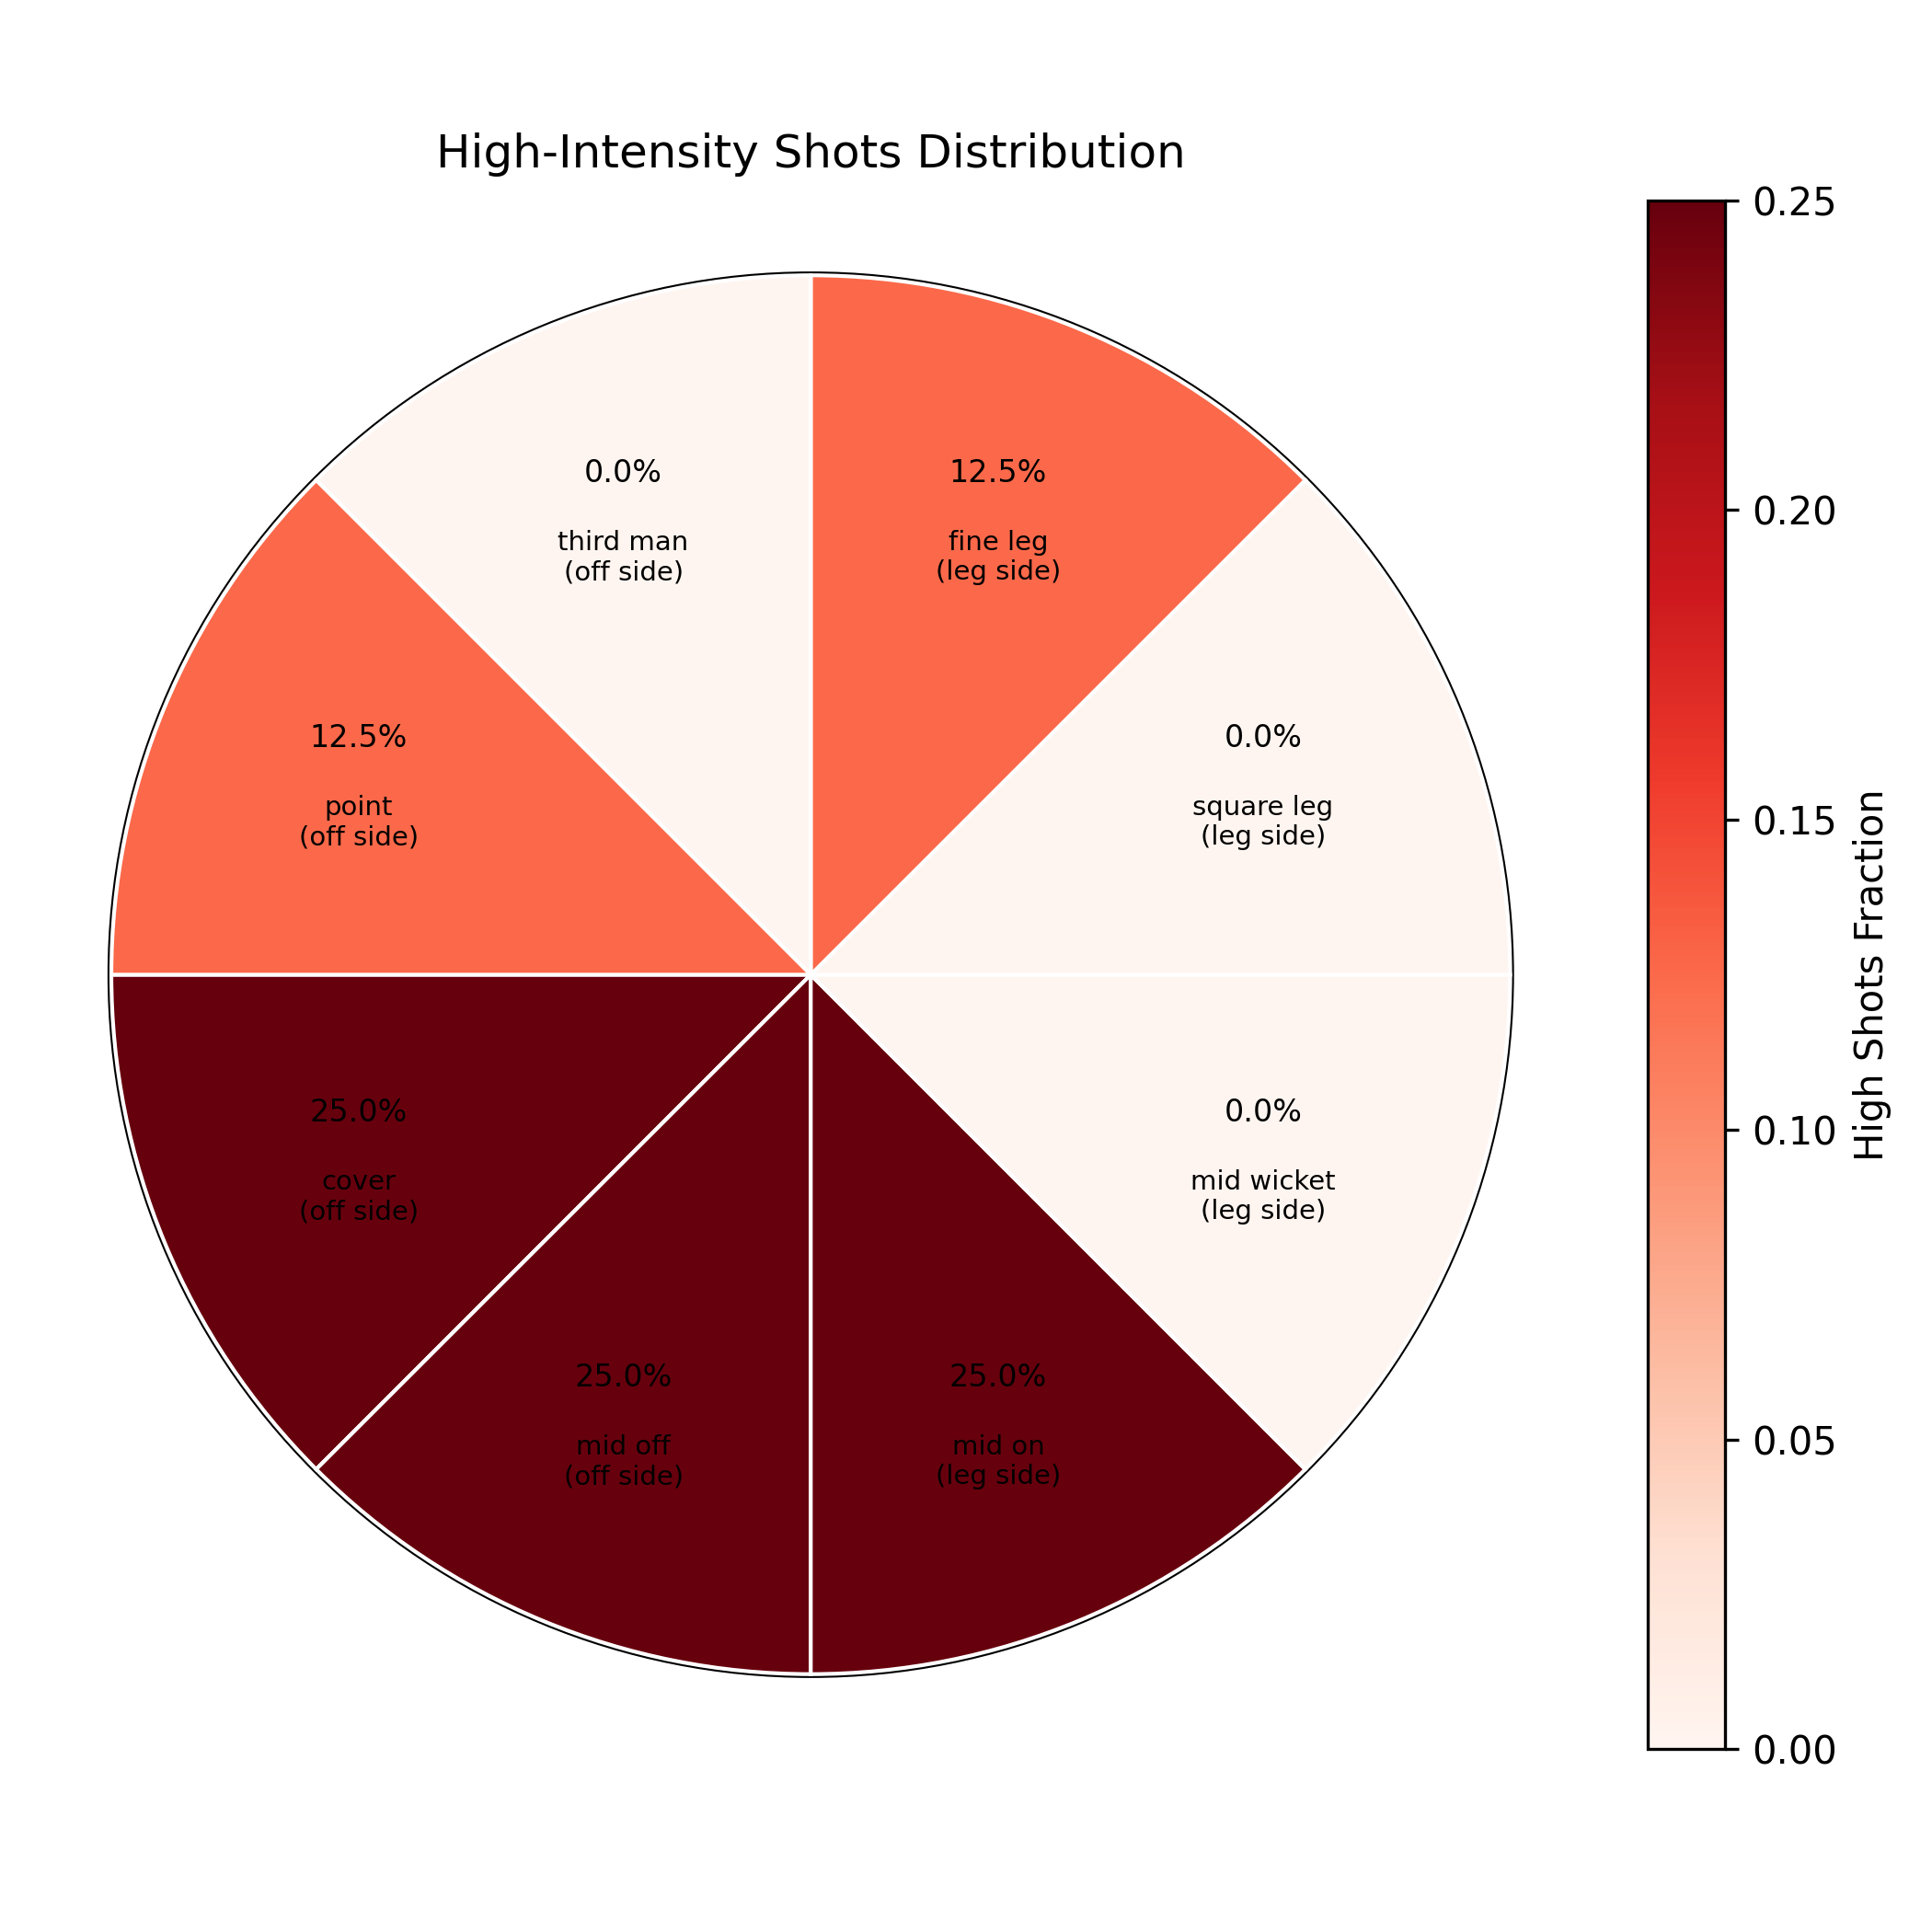 High-Intensity Shots Distribution
0.0%
third man
(off side)
12.5%
fine leg
(leg side)
12.5%
point
(off side)
0.0%
square leg
(leg side)
25.0%
cover
(off side)
0.0%
mid wicket
(leg side)
25.0%
mid off
(off side)
25.0%
mid on
(leg side)
0.25
0.20
0.15
0.10
0.05
0.00
High Shots Fraction